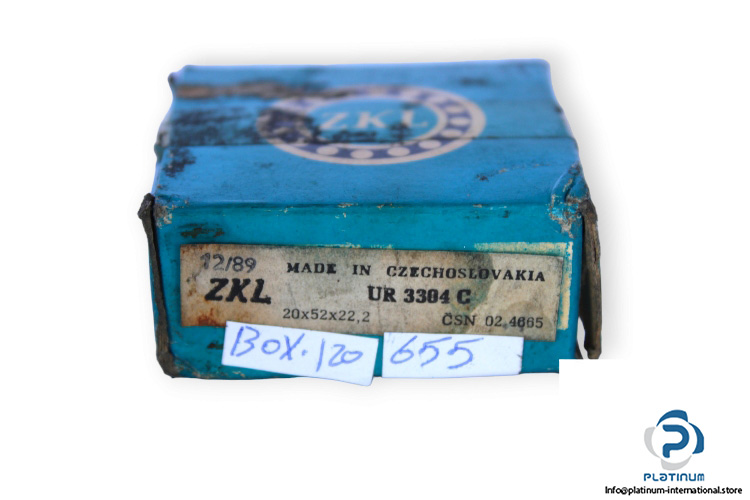 ZKL
12/89 MADE IN CZECHOSLOVAKIA
ZKL UR 3304 C
20x52x22,2 ČSN 02 4665
BOX.120 655
PLATINUM
Info@platinum-international.store